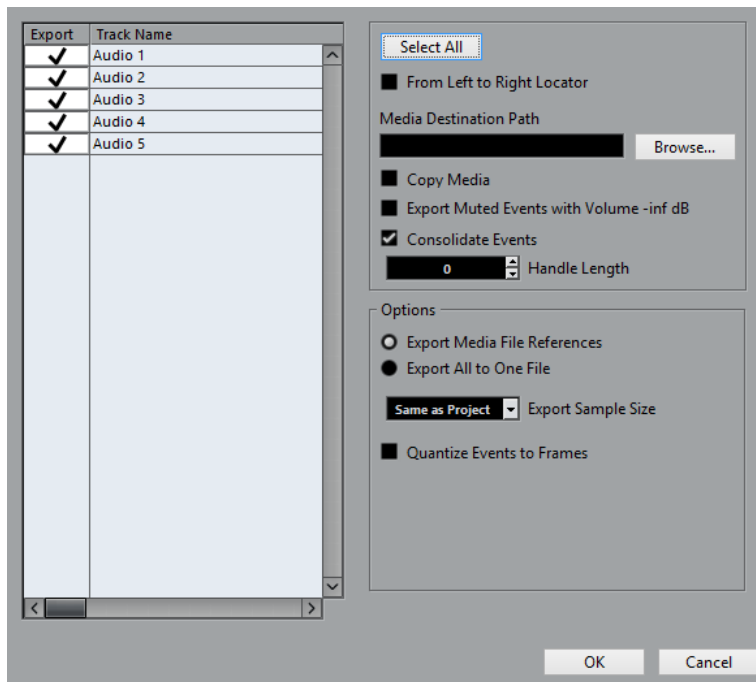 Export Track Name
Audio 1
Audio 2
Audio 3
Audio 4
Audio 5
Select All
From Left to Right Locator
Media Destination Path
Browse...
Copy Media
Export Muted Events with Volume -inf dB
Consolidate Events
0 Handle Length
Options
Export Media File References
Export All to One File
Same as Project Export Sample Size
Quantize Events to Frames
OK Cancel